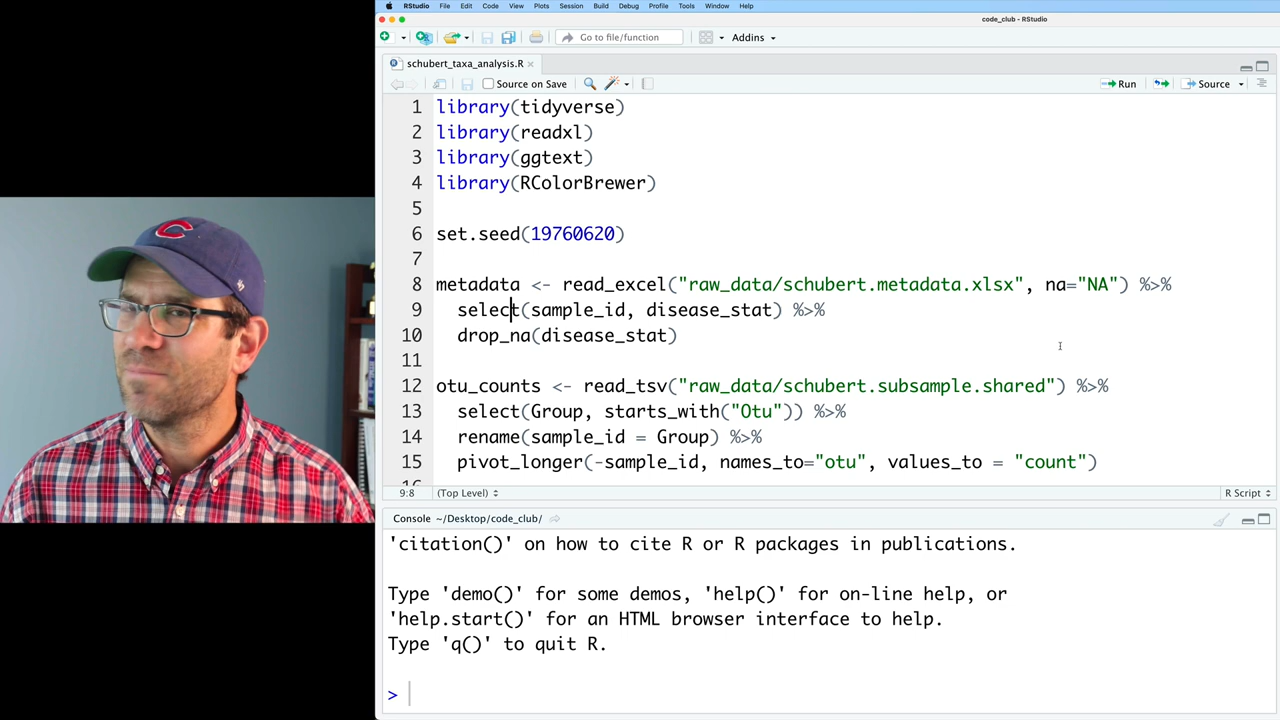 RStudio File Edit Code View Plots Session Build Debug Profile Tools Window Help
code_club - RStudio
Go to file/function Addins
schubert_taxa_analysis.R
Source on Save Run Source
1 library(tidyverse)
2 library(readxl)
3 library(ggtext)
4 library(RColorBrewer)
5
6 set.seed(19760620)
7
8 metadata <- read_excel("raw_data/schubert.metadata.xlsx", na="NA") %>%
9 select(sample_id, disease_stat) %>%
10 drop_na(disease_stat)
11
12 otu_counts <- read_tsv("raw_data/schubert.subsample.shared") %>%
13 select(Group, starts_with("Otu")) %>%
14 rename(sample_id = Group) %>%
15 pivot_longer(-sample_id, names_to="otu", values_to = "count")
9:8 (Top Level) R Script
Console ~/Desktop/code_club/
'citation()' on how to cite R or R packages in publications.
Type 'demo()' for some demos, 'help()' for on-line help, or
'help.start()' for an HTML browser interface to help.
Type 'q()' to quit R.
>
C